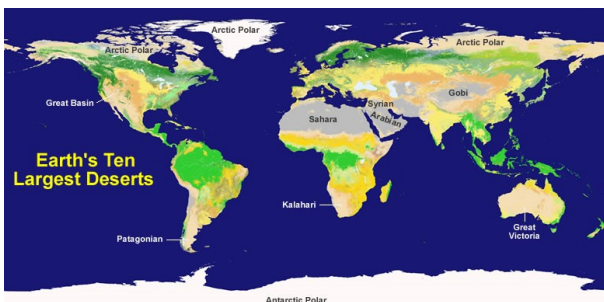 Arctic Polar
Arctic Polar
Arctic Polar
Great Basin
Gobi
Syrian
Sahara
Arabian
Earth's Ten
Largest Deserts
Kalahari
Great
Victoria
Patagonian
Antarctic Polar